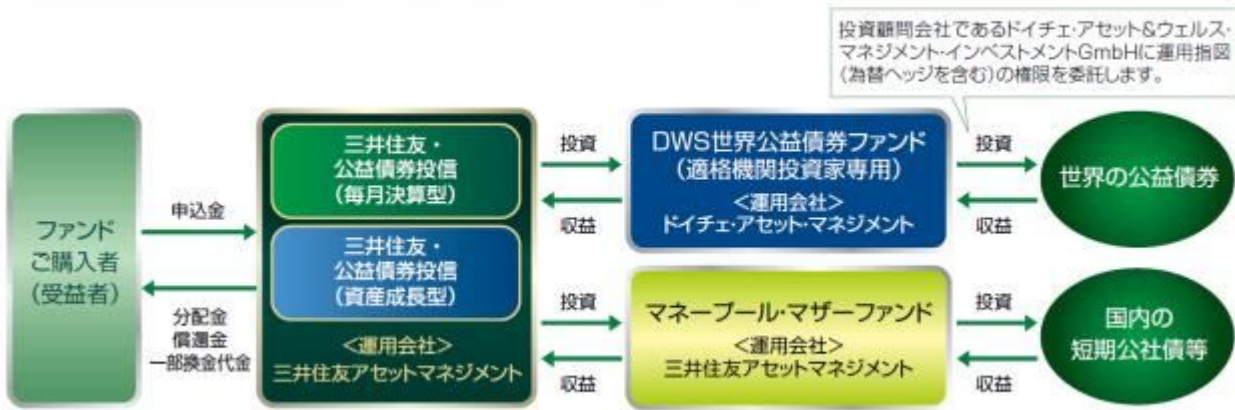 投資顧問会社であるドイチェ・アセット&ウェルス・
マネジメント・インベストメントGmbHに運用指図
(為替ヘッジを含む)の権限を委託します。
ファンド
ご購入者
(受益者)
申込金
分配金
償還金
一部換金代金
三井住友・
公益債券投信
(毎月決算型)
三井住友・
公益債券投信
(資産成長型)
<運用会社>
三井住友アセットマネジメント
投資
収益
DWS世界公益債券ファンド
(適格機関投資家専用)
<運用会社>
ドイチェ・アセット・マネジメント
投資
収益
世界の公益債券
投資
収益
マネープール・マザーファンド
<運用会社>
三井住友アセットマネジメント
投資
収益
国内の
短期公社債等